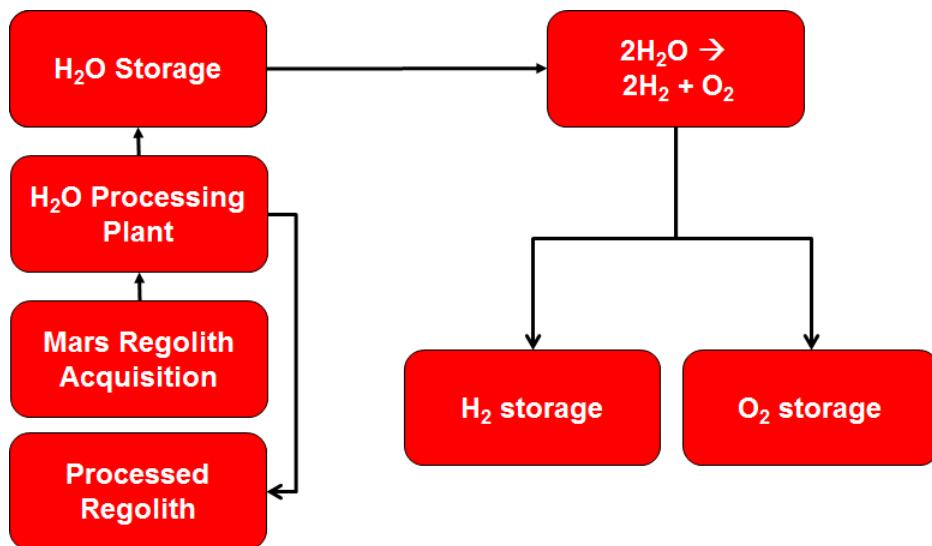 H₂O Storage
2H₂O →
2H₂ + O₂
H₂O Processing
Plant
Mars Regolith
Acquisition
H₂ storage
O₂ storage
Processed
Regolith